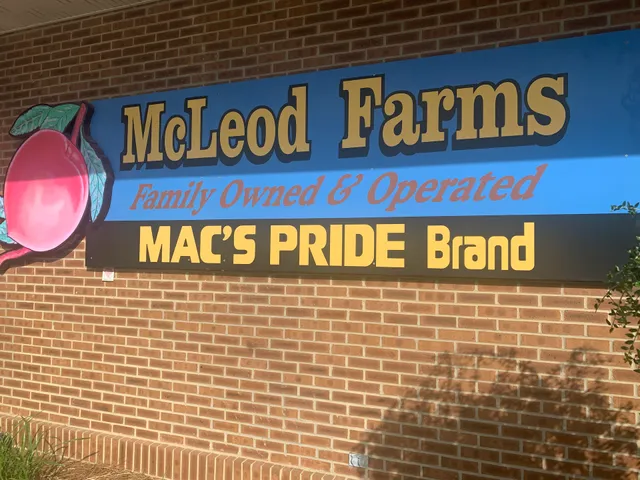 McLeod Farms
Family Owned & Operated
MAC'S PRIDE Brand